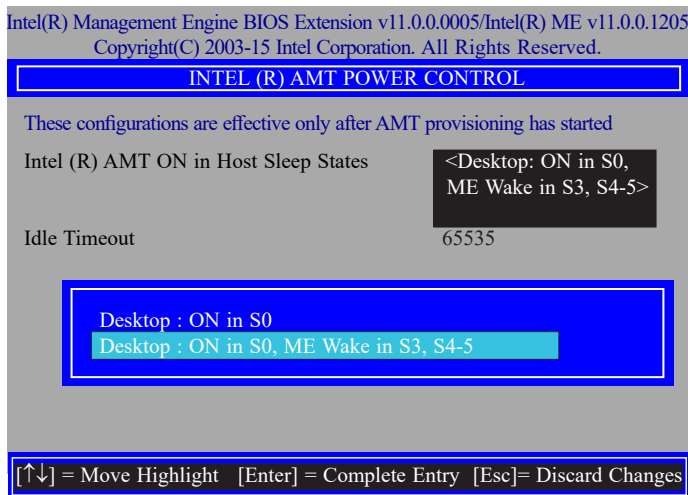 Intel(R) Management Engine BIOS Extension v11.0.0.0005/Intel(R) ME v11.0.0.1205
Copyright(C) 2003-15 Intel Corporation. All Rights Reserved.
INTEL (R) AMT POWER CONTROL
These configurations are effective only after AMT provisioning has started
Intel (R) AMT ON in Host Sleep States <Desktop: ON in S0,
ME Wake in S3, S4-5>
Idle Timeout 65535
Desktop : ON in S0
Desktop : ON in S0, ME Wake in S3, S4-5
[↑↓] = Move Highlight [Enter] = Complete Entry [Esc]= Discard Changes